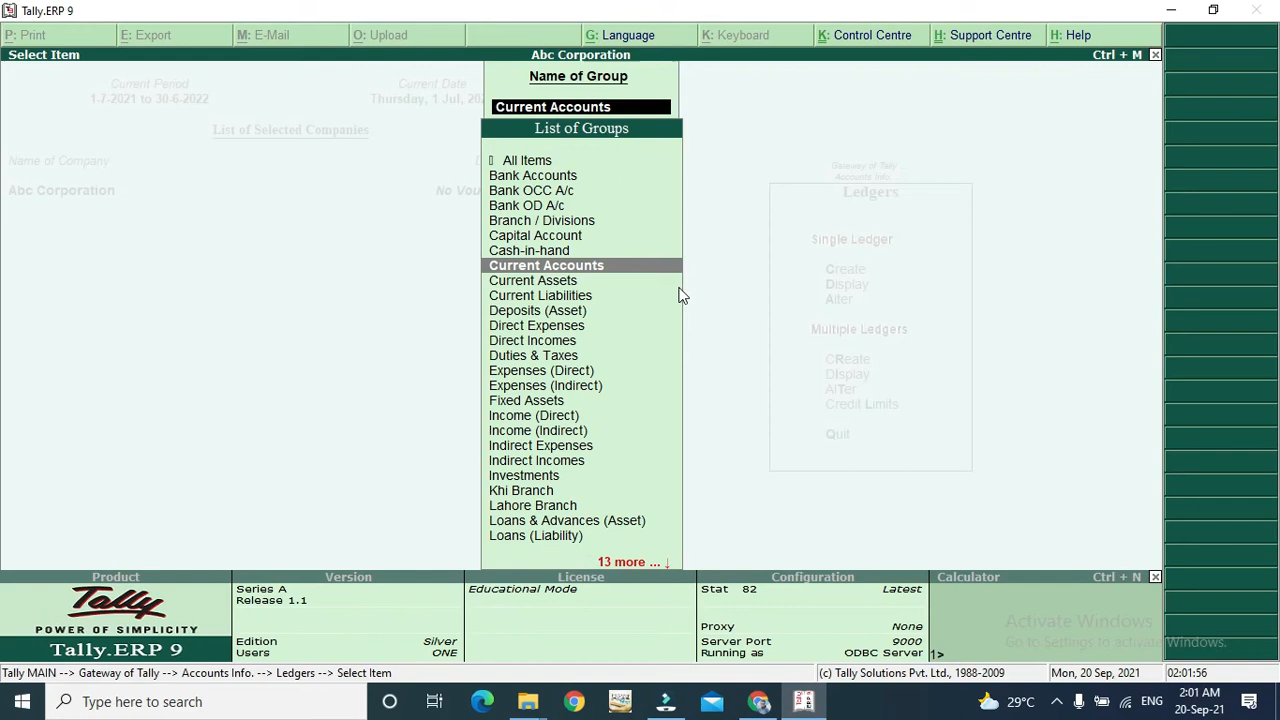 Tally.ERP 9
P: Print
E: Export
M: E-Mail
O: Upload
G: Language
K: Keyboard
K: Control Centre
H: Support Centre
H: Help
Select Item
Abc Corporation
Ctrl + M
Current Period
1-7-2021 to 30-6-2022
Current Date
Thursday, 1 Jul, 202
List of Selected Companies
Name of Company
Abc Corporation
No Vou
Name of Group
Current Accounts
List of Groups
All Items
Bank Accounts
Bank OCC A/c
Bank OD A/c
Branch / Divisions
Capital Account
Cash-in-hand
Current Accounts
Current Assets
Current Liabilities
Deposits (Asset)
Direct Expenses
Direct Incomes
Duties & Taxes
Expenses (Direct)
Expenses (Indirect)
Fixed Assets
Income (Direct)
Income (Indirect)
Indirect Expenses
Indirect Incomes
Investments
Khi Branch
Lahore Branch
Loans & Advances (Asset)
Loans (Liability)
13 more ... ↓
Gateway of Tally
Accounts Info.
Ledgers
Single Ledger
Create
Display
Alter
Multiple Ledgers
CReate
DIsplay
AlTer
Credit Limits
Quit
Product
Tally
POWER OF SIMPLICITY
Tally.ERP 9
Version
Series A
Release 1.1
Edition Silver
Users ONE
License
Educational Mode
Configuration
Stat 82 Latest
Proxy None
Server Port 9000
Running as ODBC Server
Calculator
Ctrl + N
1>
Activate Windows
Go to Settings to activate Windows.
Tally MAIN --> Gateway of Tally --> Accounts Info. --> Ledgers --> Select Item
(c) Tally Solutions Pvt. Ltd., 1988-2009
Mon, 20 Sep, 2021
02:01:56
Type here to search
29°C
ENG
2:01 AM
20-Sep-21